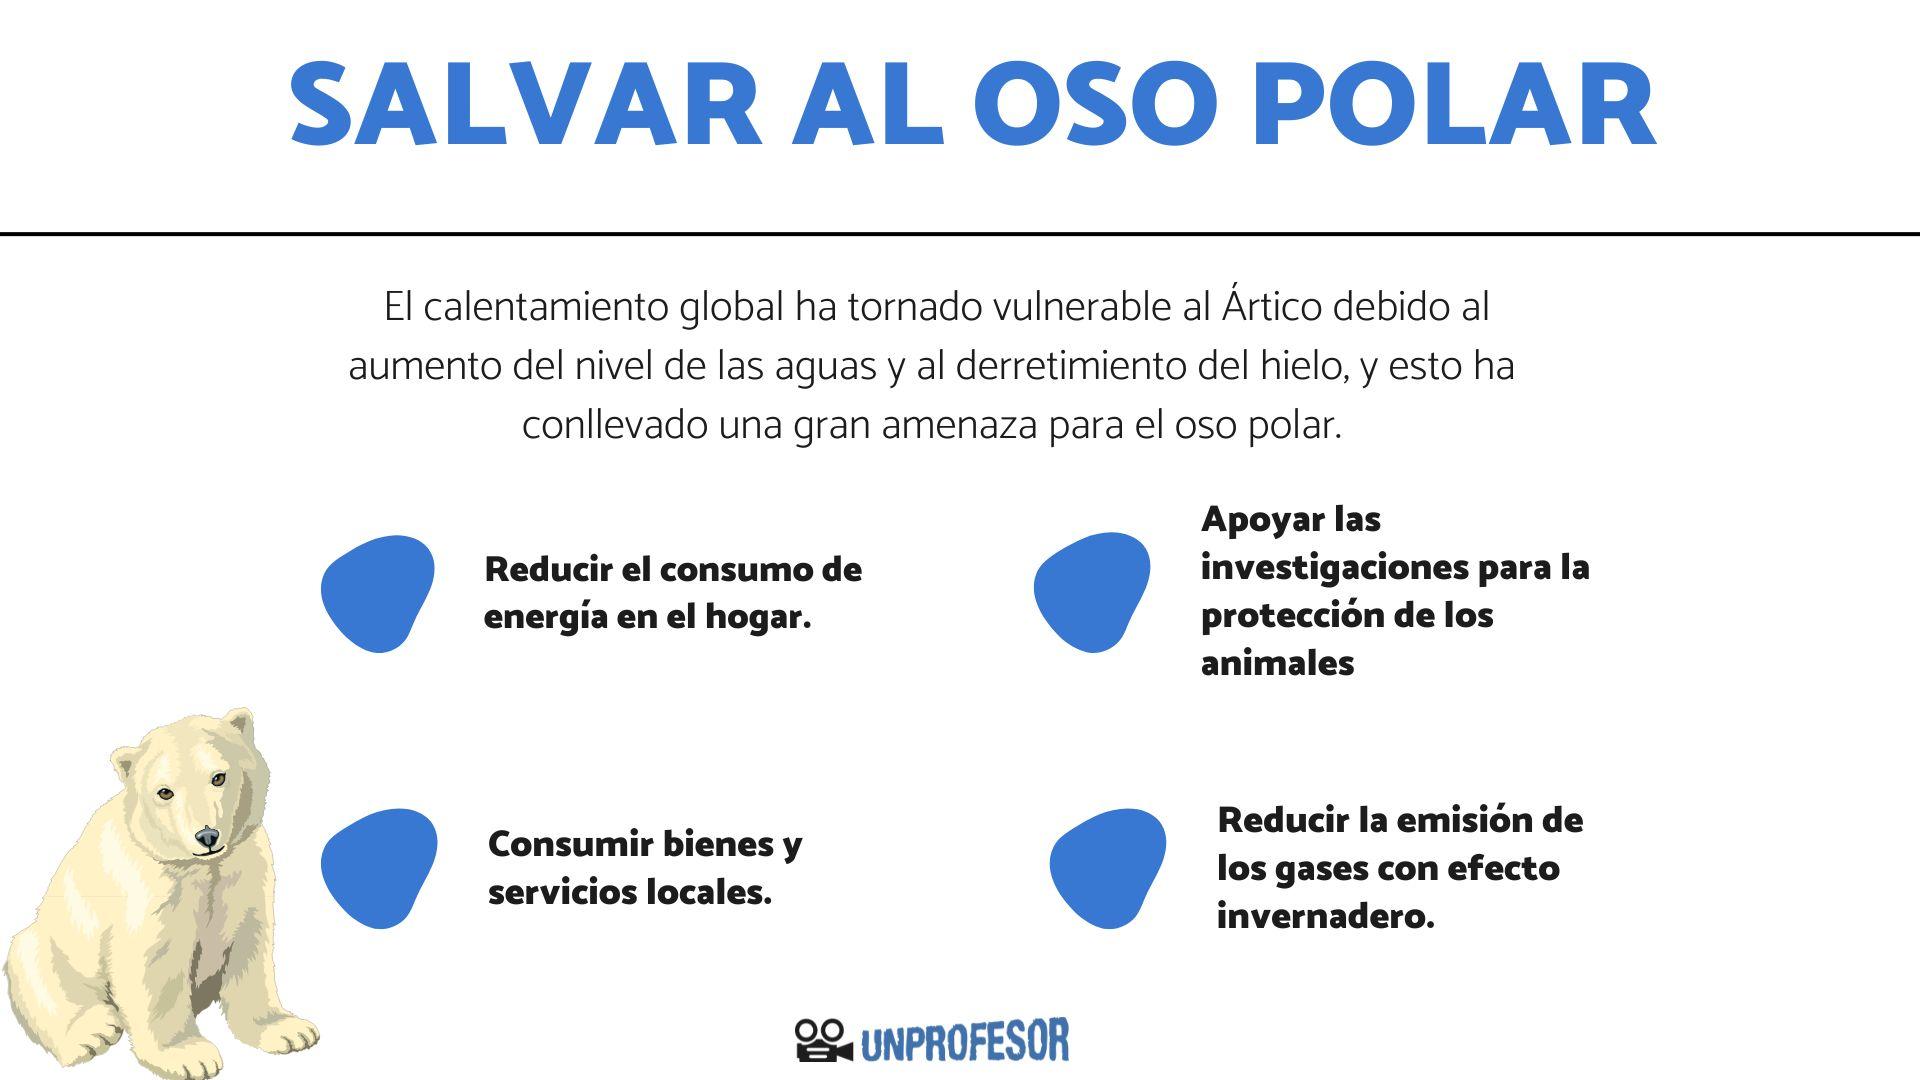 SALVAR AL OSO POLAR
El calentamiento global ha tornado vulnerable al Ártico debido al
aumento del nivel de las aguas y al derretimiento del hielo, y esto ha
conllevado una gran amenaza para el oso polar.
Reducir el consumo de
energía en el hogar.
Apoyar las
investigaciones para la
protección de los
animales
Consumir bienes y
servicios locales.
Reducir la emisión de
los gases con efecto
invernadero.
UNPROFESOR